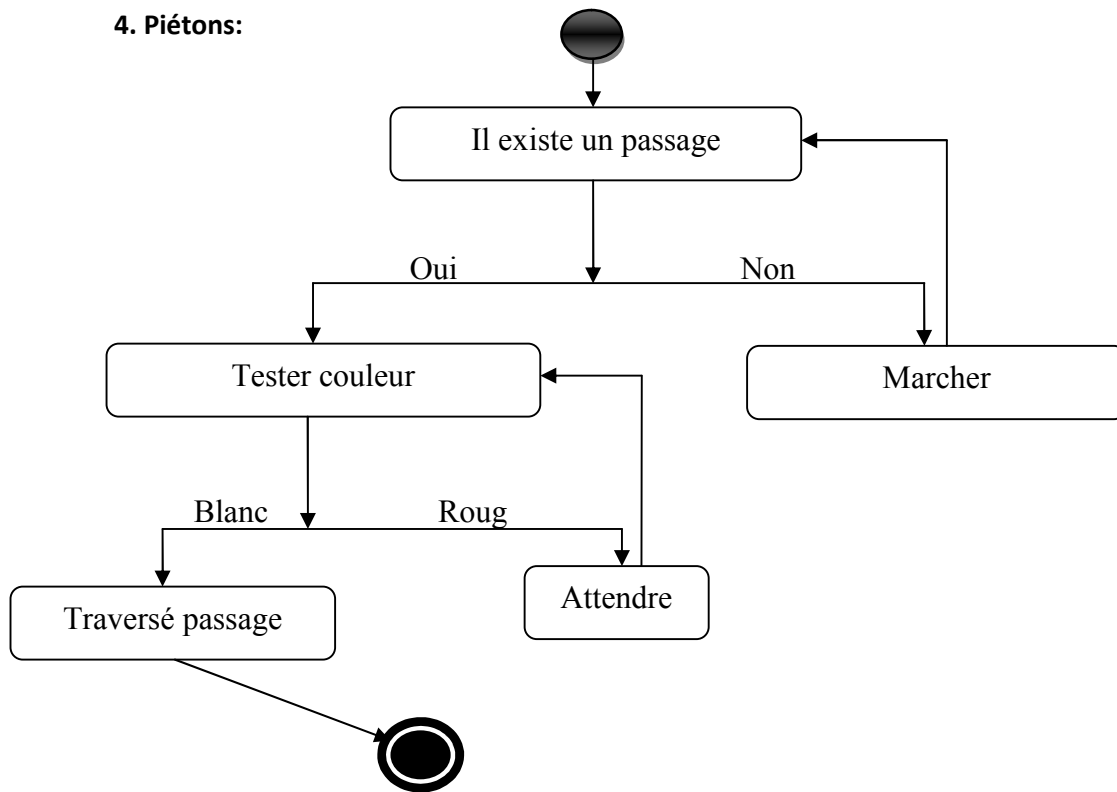 4. Piétons:
Il existe un passage
Oui
Non
Tester couleur
Marcher
Blanc
Roug
Attendre
Traversé passage